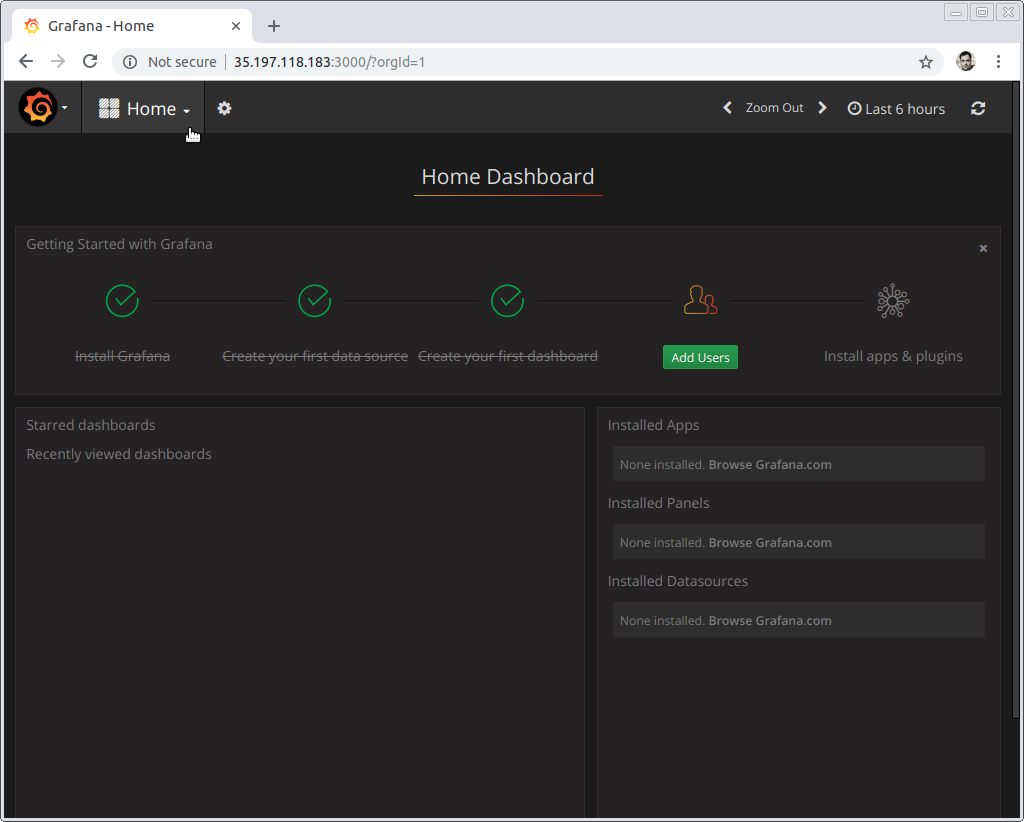 Grafana - Home
Not secure 35.197.118.183:3000/?orgId=1
Home Zoom Out Last 6 hours
Home Dashboard
Getting Started with Grafana
Install Grafana Create your first data source Create your first dashboard Add Users Install apps & plugins
Starred dashboards
Recently viewed dashboards
Installed Apps
None installed. Browse Grafana.com
Installed Panels
None installed. Browse Grafana.com
Installed Datasources
None installed. Browse Grafana.com